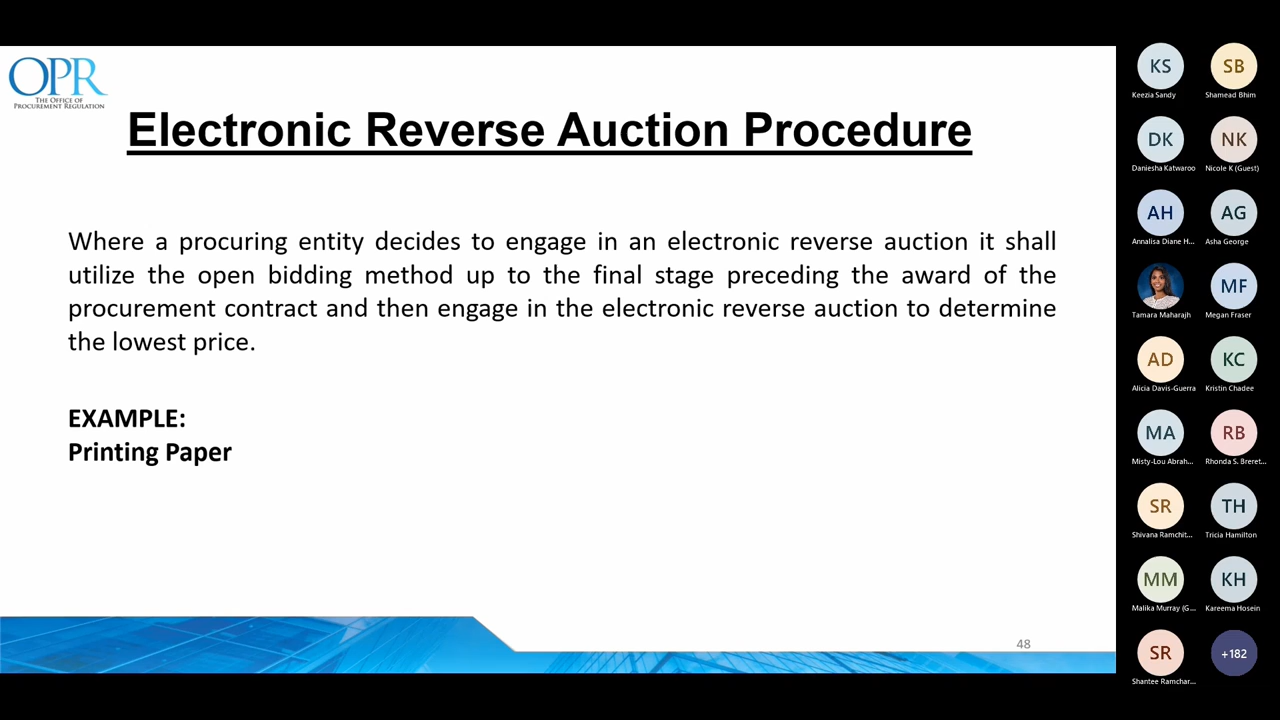 OPR
THE OFFICE OF
PROCUREMENT REGULATION
Electronic Reverse Auction Procedure
Where a procuring entity decides to engage in an electronic reverse auction it shall
utilize the open bidding method up to the final stage preceding the award of the
procurement contract and then engage in the electronic reverse auction to determine
the lowest price.
EXAMPLE:
Printing Paper
48
KS SB
Keezia Sandy Shamead Bhim
DK NK
Daniesha Katwaroo Nicole K (Guest)
AH AG
Annalisa Diane H... Asha George
MF
Tamara Maharajh Megan Fraser
AD KC
Alicia Davis-Guerra Kristin Chadee
MA RB
Misty-Lou Abrah... Rhonda S. Breret...
SR TH
Shivana Ramchit... Tricia Hamilton
MM KH
Malika Murray (G... Kareema Hosein
SR +182
Shantee Ramchar...